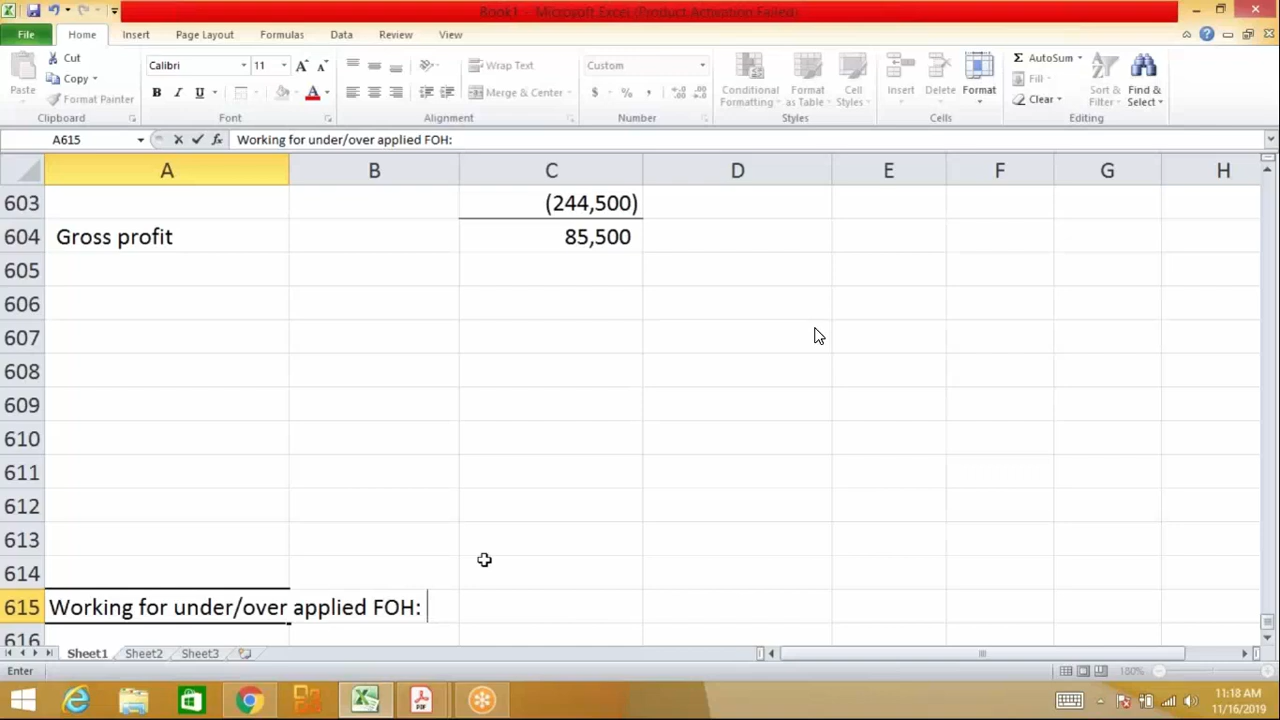 Book1 - Microsoft Excel (Product Activation Failed)
File Home Insert Page Layout Formulas Data Review View
Paste Cut Copy Format Painter Clipboard
Calibri 11 A A B I U A Font
Wrap Text Merge & Center Alignment
Custom $ % , Number
Conditional Formatting Format as Table Cell Styles Styles
Insert Delete Format Cells
Σ AutoSum Fill Clear Sort & Filter Find & Select Editing
A615 fx Working for under/over applied FOH:
A B C D E F G H
603 (244,500)
604 Gross profit 85,500
605
606
607
608
609
610
611
612
613
614
615 Working for under/over applied FOH:
616
Sheet1 Sheet2 Sheet3
Enter 180%
PDF
11:18 AM
11/16/2019